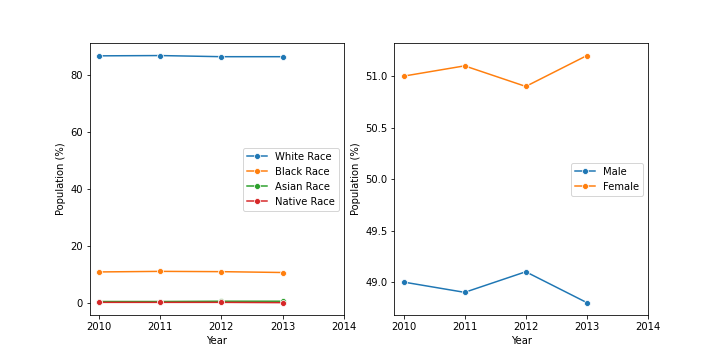 80
60
40
20
0
Population (%)
2010 2011 2012 2013 2014
Year
White Race
Black Race
Asian Race
Native Race
51.0
50.5
50.0
49.5
49.0
Population (%)
2010 2011 2012 2013 2014
Year
Male
Female